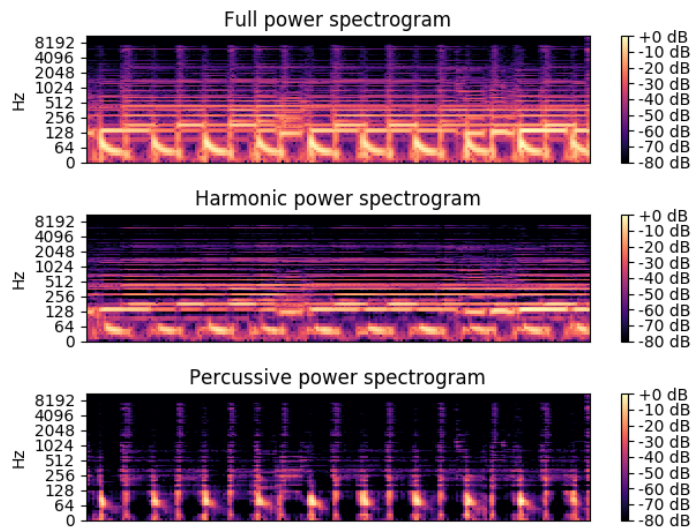 Full power spectrogram
8192
4096
2048
1024
512
256
128
64
0
Hz
+0 dB
-10 dB
-20 dB
-30 dB
-40 dB
-50 dB
-60 dB
-70 dB
-80 dB
Harmonic power spectrogram
8192
4096
2048
1024
512
256
128
64
0
Hz
+0 dB
-10 dB
-20 dB
-30 dB
-40 dB
-50 dB
-60 dB
-70 dB
-80 dB
Percussive power spectrogram
8192
4096
2048
1024
512
256
128
64
0
Hz
+0 dB
-10 dB
-20 dB
-30 dB
-40 dB
-50 dB
-60 dB
-70 dB
-80 dB